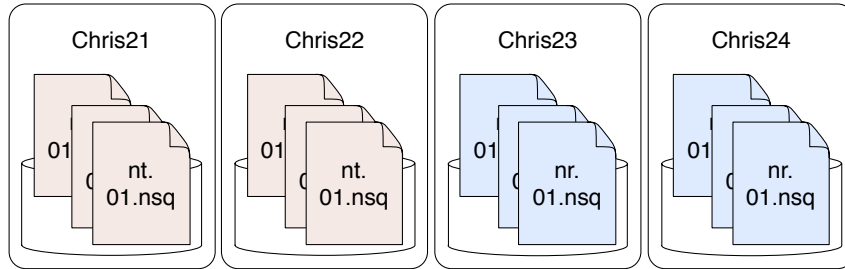 Chris21
Chris22
Chris23
Chris24
01
01
01
01
nt.
01.nsq
nt.
01.nsq
nr.
01.nsq
nr.
01.nsq